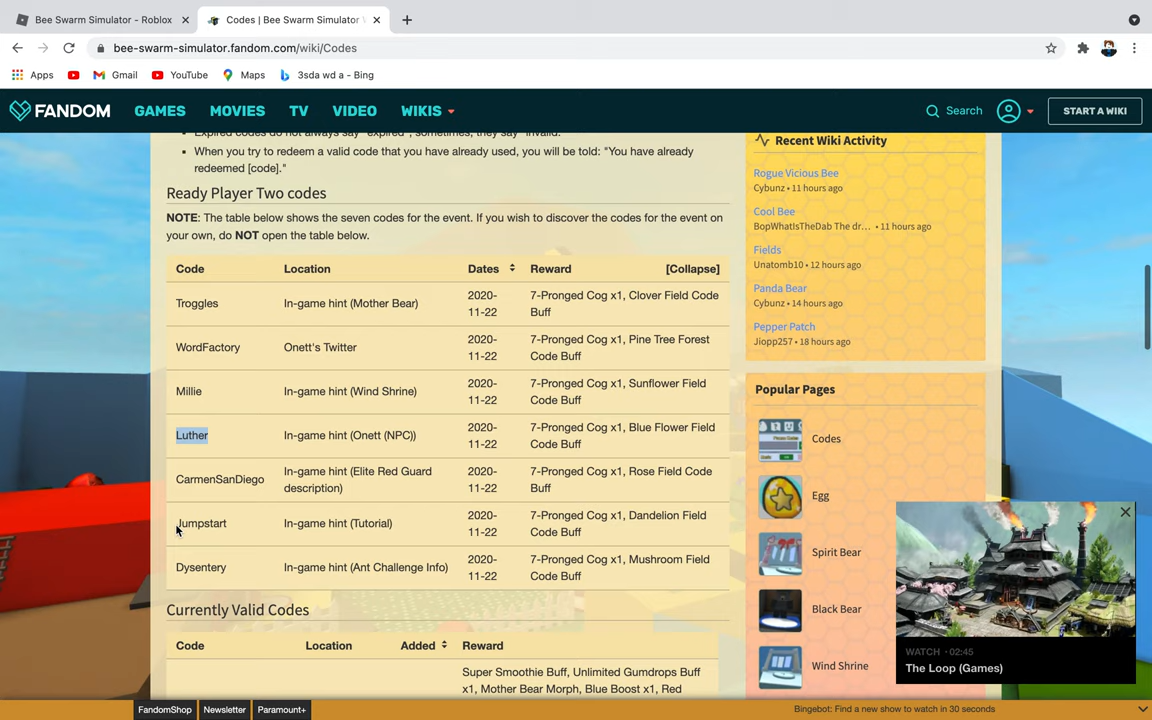 Bee Swarm Simulator - Roblox
Codes | Bee Swarm Simulator
bee-swarm-simulator.fandom.com/wiki/Codes
Apps
Gmail
YouTube
Maps
3sda wd a - Bing
FANDOM
GAMES
MOVIES
TV
VIDEO
WIKIS
Search
START A WIKI
Expired codes do not always say "expired", sometimes, they say "invalid."
When you try to redeem a valid code that you have already used, you will be told: "You have already
redeemed [code]."
Ready Player Two codes
NOTE: The table below shows the seven codes for the event. If you wish to discover the codes for the event on
your own, do NOT open the table below.
Code Location Dates Reward [Collapse]
Troggles In-game hint (Mother Bear) 2020-11-22 7-Pronged Cog x1, Clover Field Code Buff
WordFactory Onett's Twitter 2020-11-22 7-Pronged Cog x1, Pine Tree Forest Code Buff
Millie In-game hint (Wind Shrine) 2020-11-22 7-Pronged Cog x1, Sunflower Field Code Buff
Luther In-game hint (Onett (NPC)) 2020-11-22 7-Pronged Cog x1, Blue Flower Field Code Buff
CarmenSanDiego In-game hint (Elite Red Guard description) 2020-11-22 7-Pronged Cog x1, Rose Field Code Buff
Jumpstart In-game hint (Tutorial) 2020-11-22 7-Pronged Cog x1, Dandelion Field Code Buff
Dysentery In-game hint (Ant Challenge Info) 2020-11-22 7-Pronged Cog x1, Mushroom Field Code Buff
Currently Valid Codes
Code Location Added Reward
Super Smoothie Buff, Unlimited Gumdrops Buff
x1, Mother Bear Morph, Blue Boost x1, Red
Recent Wiki Activity
Rogue Vicious Bee
Cybunz • 11 hours ago
Cool Bee
BopWhatIsTheDab The dr... • 11 hours ago
Fields
Unatomb10 • 12 hours ago
Panda Bear
Cybunz • 14 hours ago
Pepper Patch
Jiopp257 • 18 hours ago
Popular Pages
Codes
Egg
Spirit Bear
Black Bear
Wind Shrine
WATCH · 02:45
The Loop (Games)
FandomShop
Newsletter
Paramount+
Bingebot: Find a new show to watch in 30 seconds